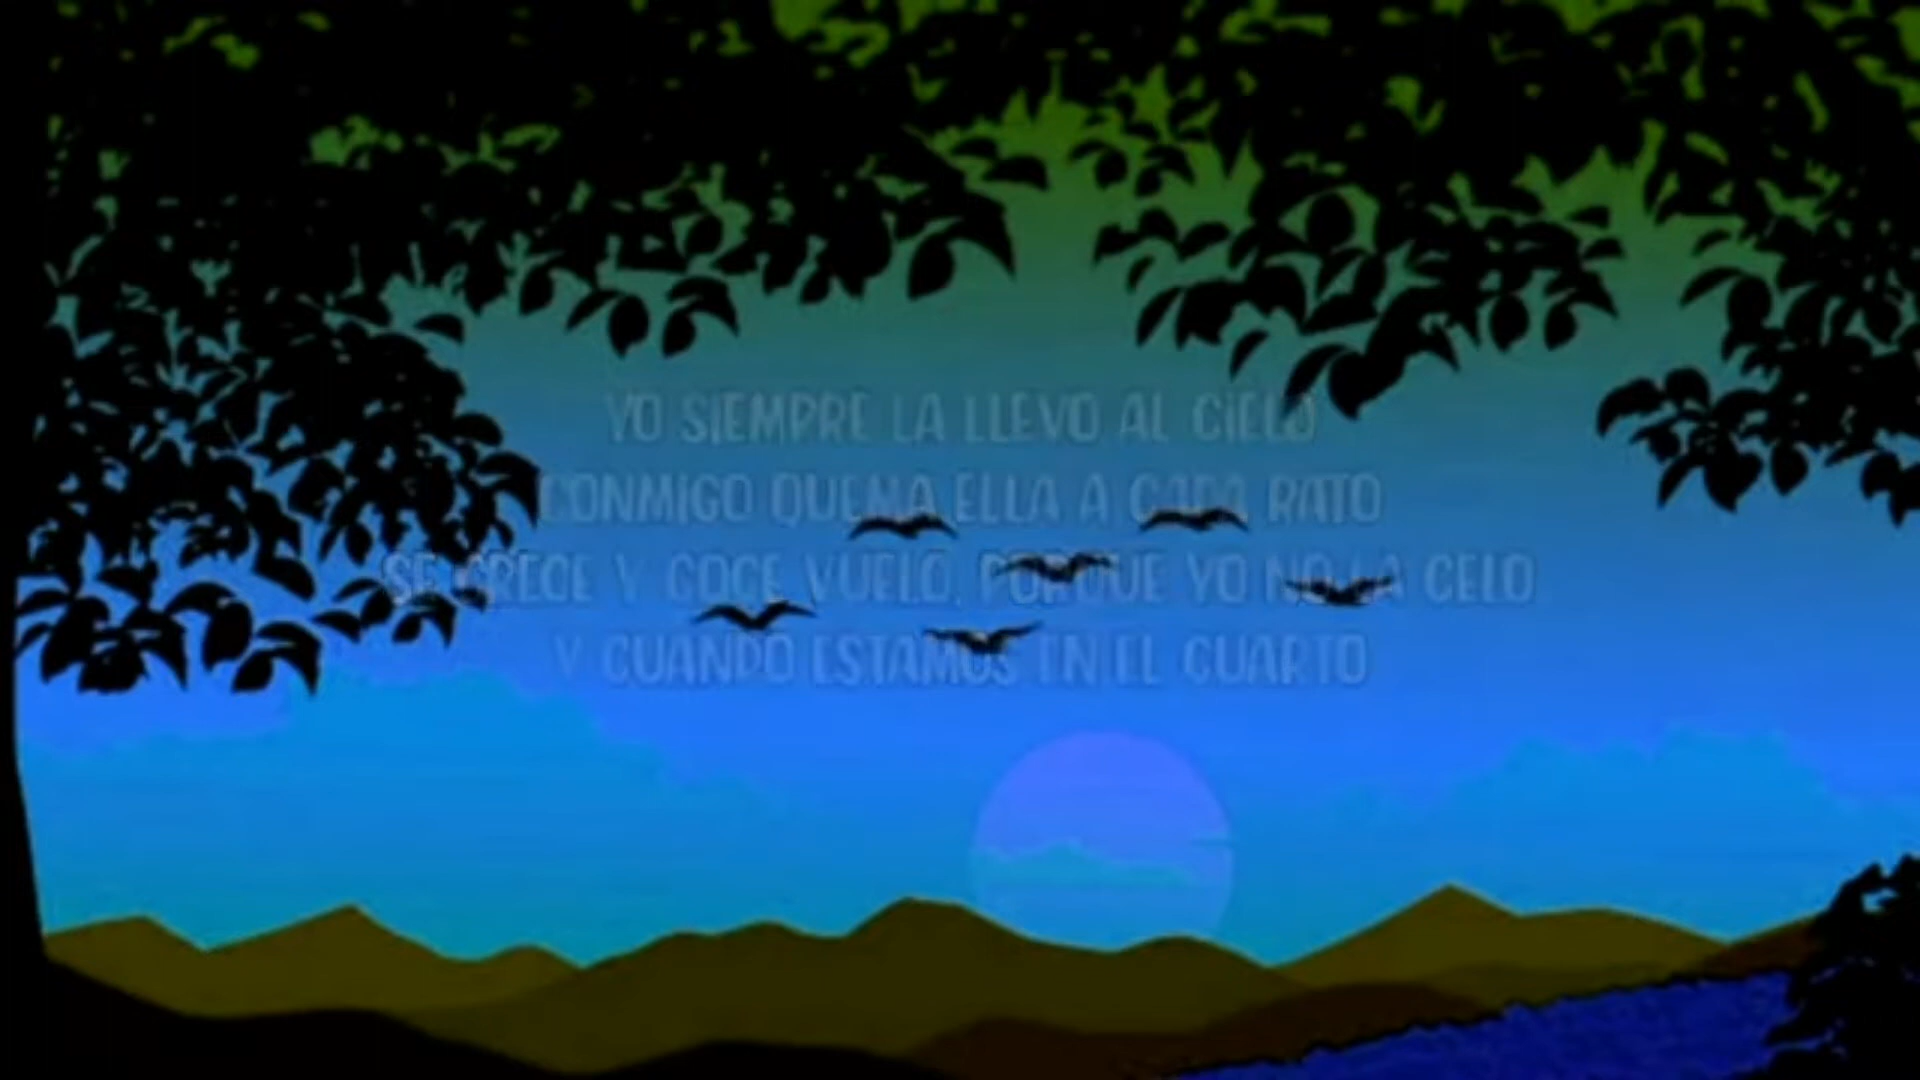 YO SIEMPRE LA LLEVO AL CIELO
CONMIGO QUEMA ELLA A CADA RATO
SE CRECE Y COGE VUELO, PORQUE YO NO LA CELO
Y CUANDO ESTAMOS EN EL CUARTO